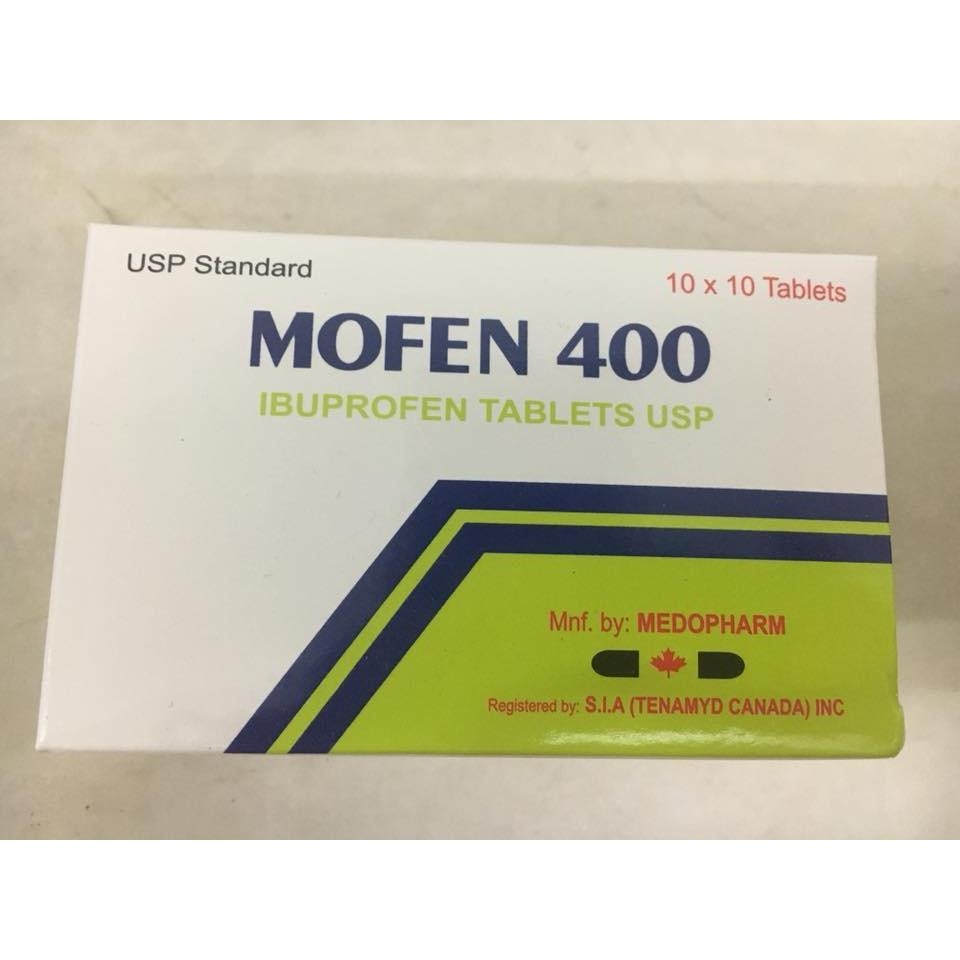 USP Standard
10 x 10 Tablets
MOFEN 400
IBUPROFEN TABLETS USP
Mnf. by: MEDOPHARM
Registered by: S.I.A (TENAMYD CANADA) INC